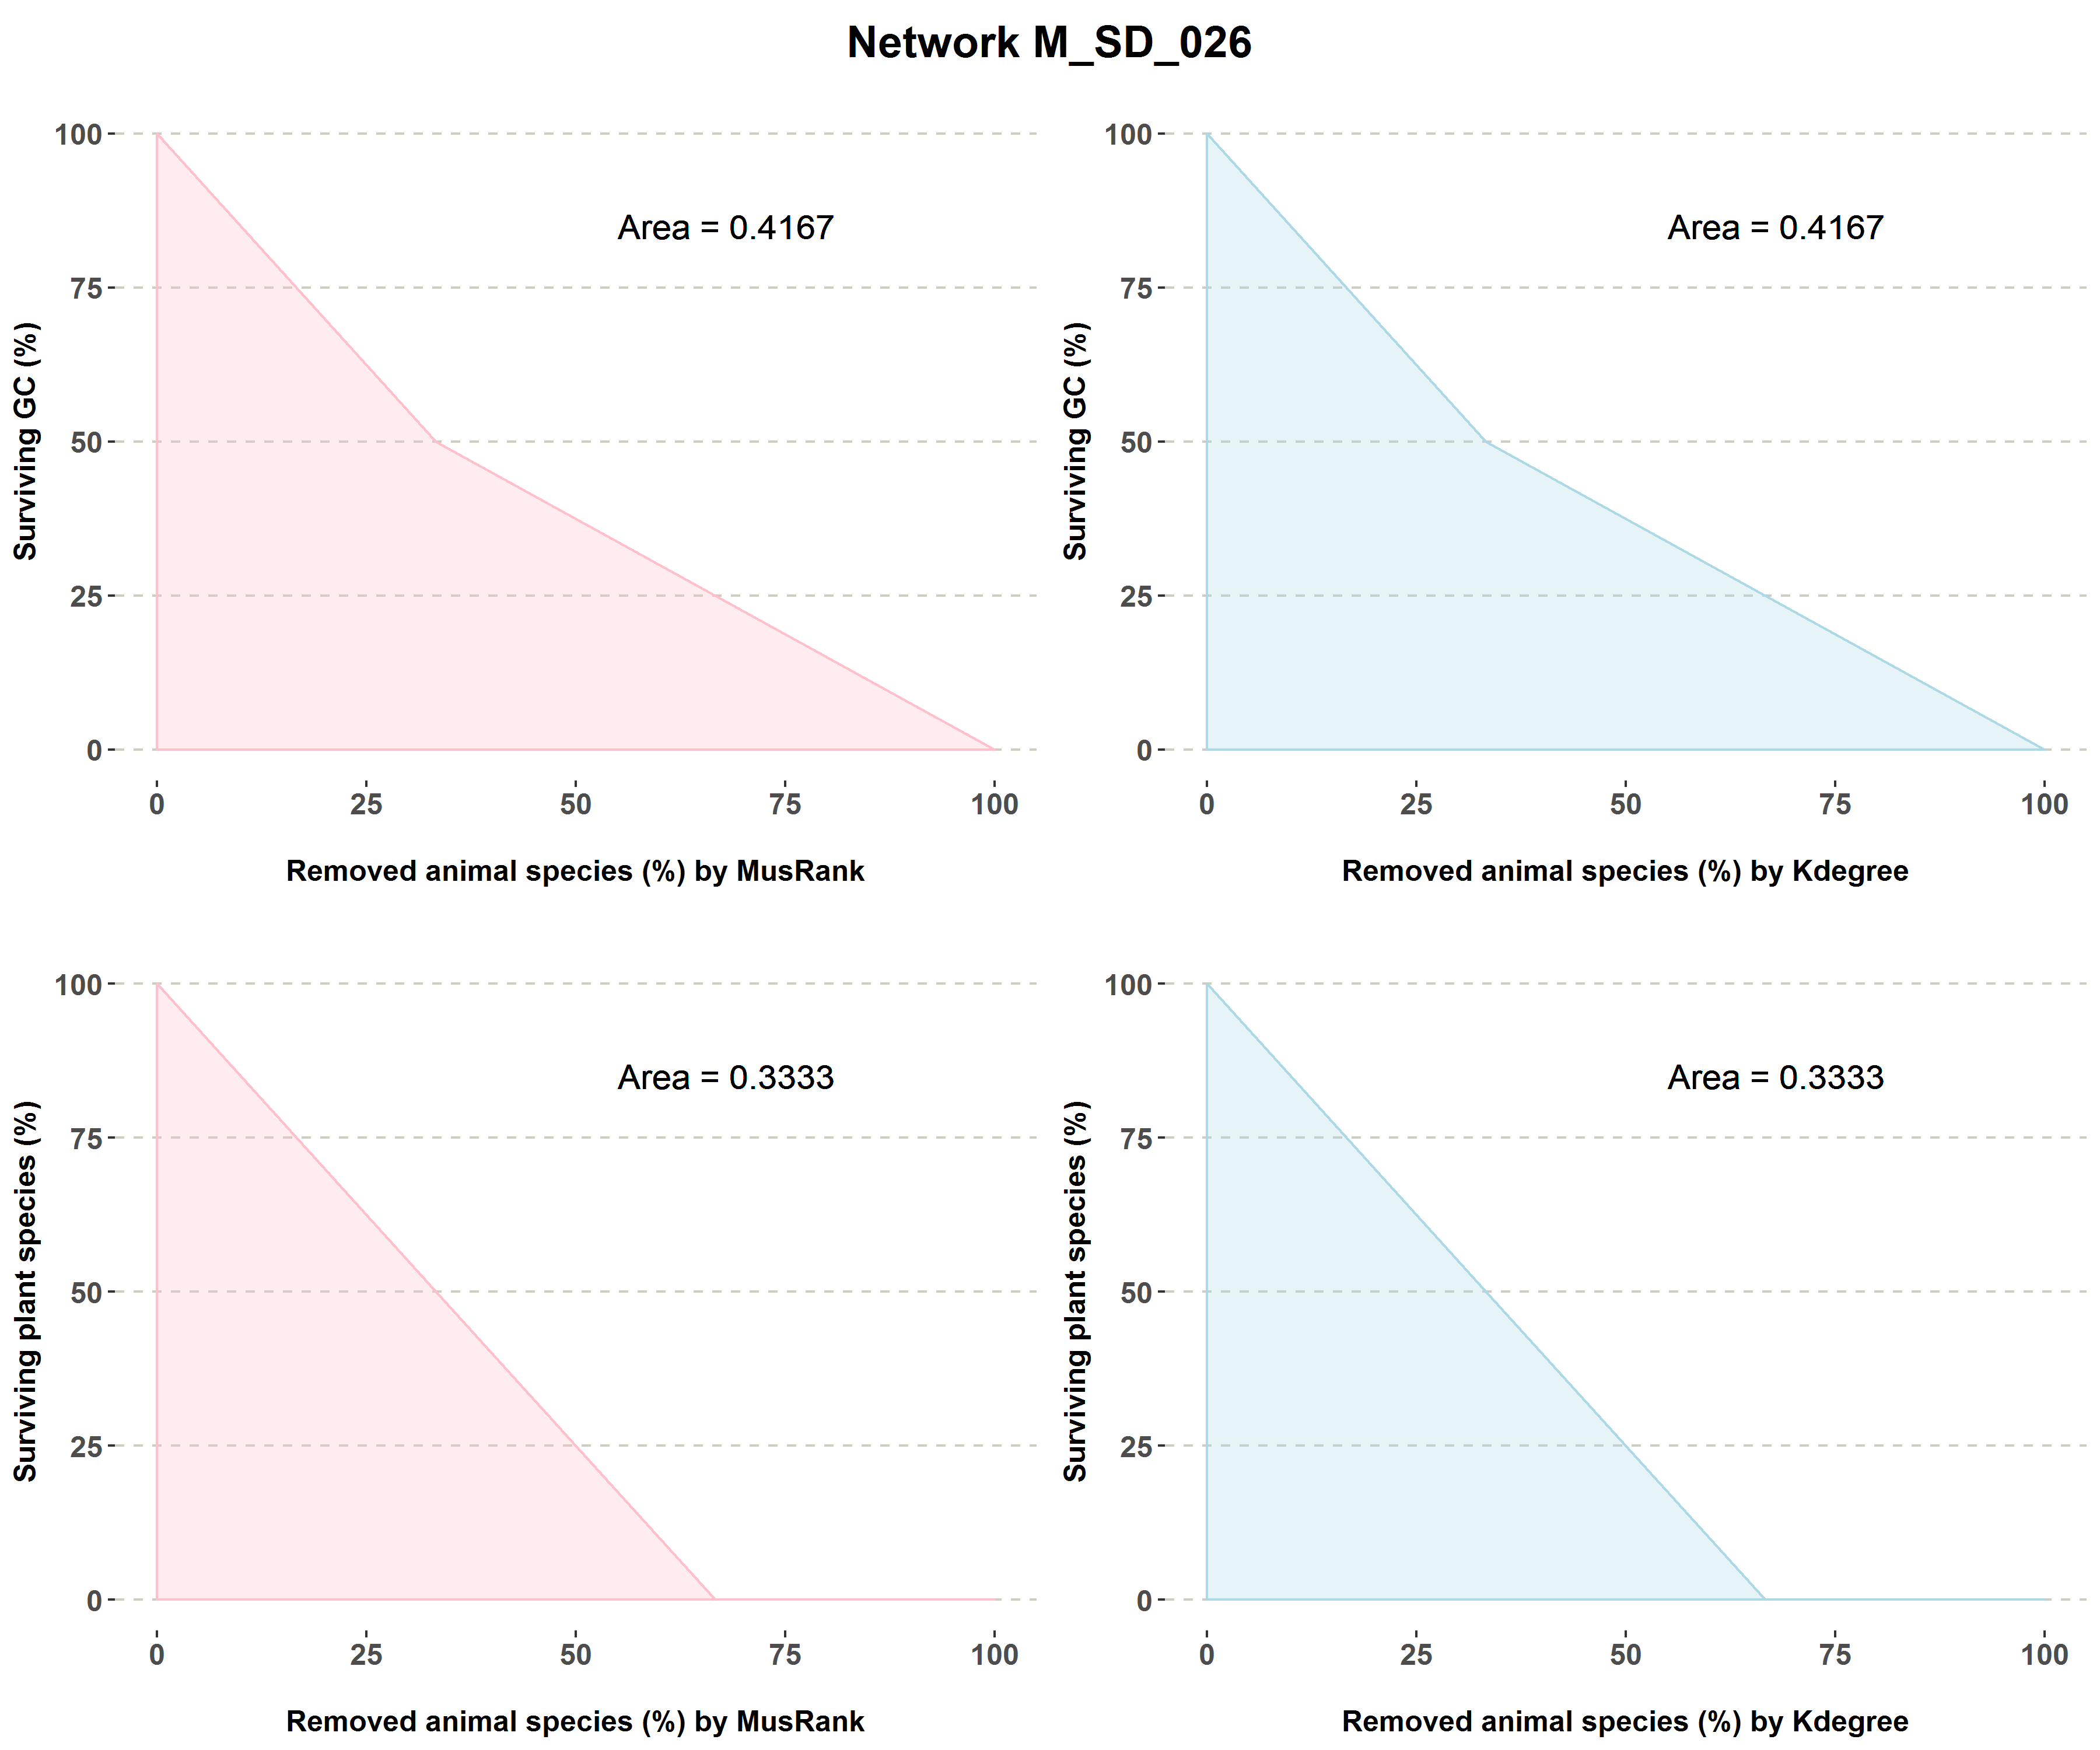 Network M_SD_026
100
75
50
25
0
Surviving GC (%)
Area = 0.4167
0 25 50 75 100
Removed animal species (%) by MusRank
100
75
50
25
0
Surviving GC (%)
Area = 0.4167
0 25 50 75 100
Removed animal species (%) by Kdegree
100
75
50
25
0
Surviving plant species (%)
Area = 0.3333
0 25 50 75 100
Removed animal species (%) by MusRank
100
75
50
25
0
Surviving plant species (%)
Area = 0.3333
0 25 50 75 100
Removed animal species (%) by Kdegree